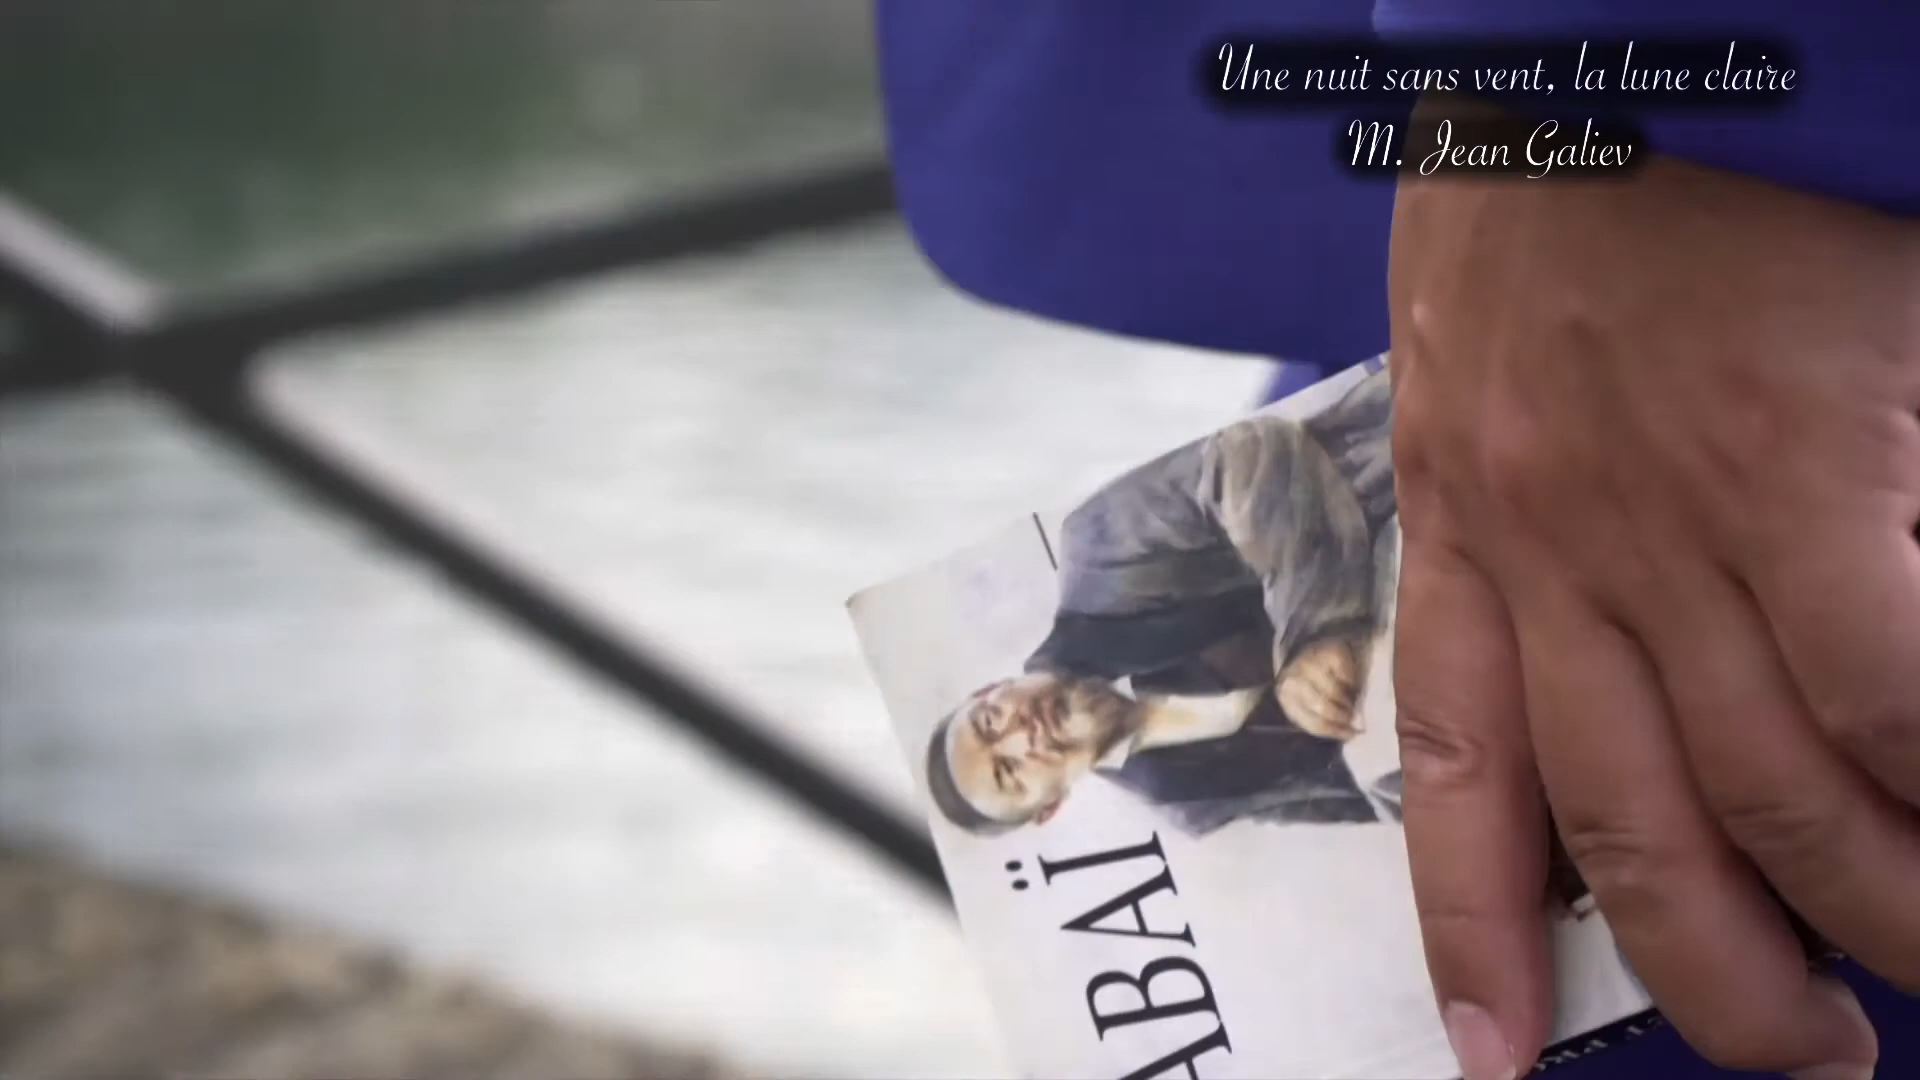 Une nuit sans vent, la lune claire
M. Jean Galiev
ABAÏ